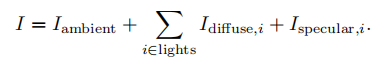 I = I_ambient + ∑_{i∈lights} I_diffuse,i + I_specular,i.